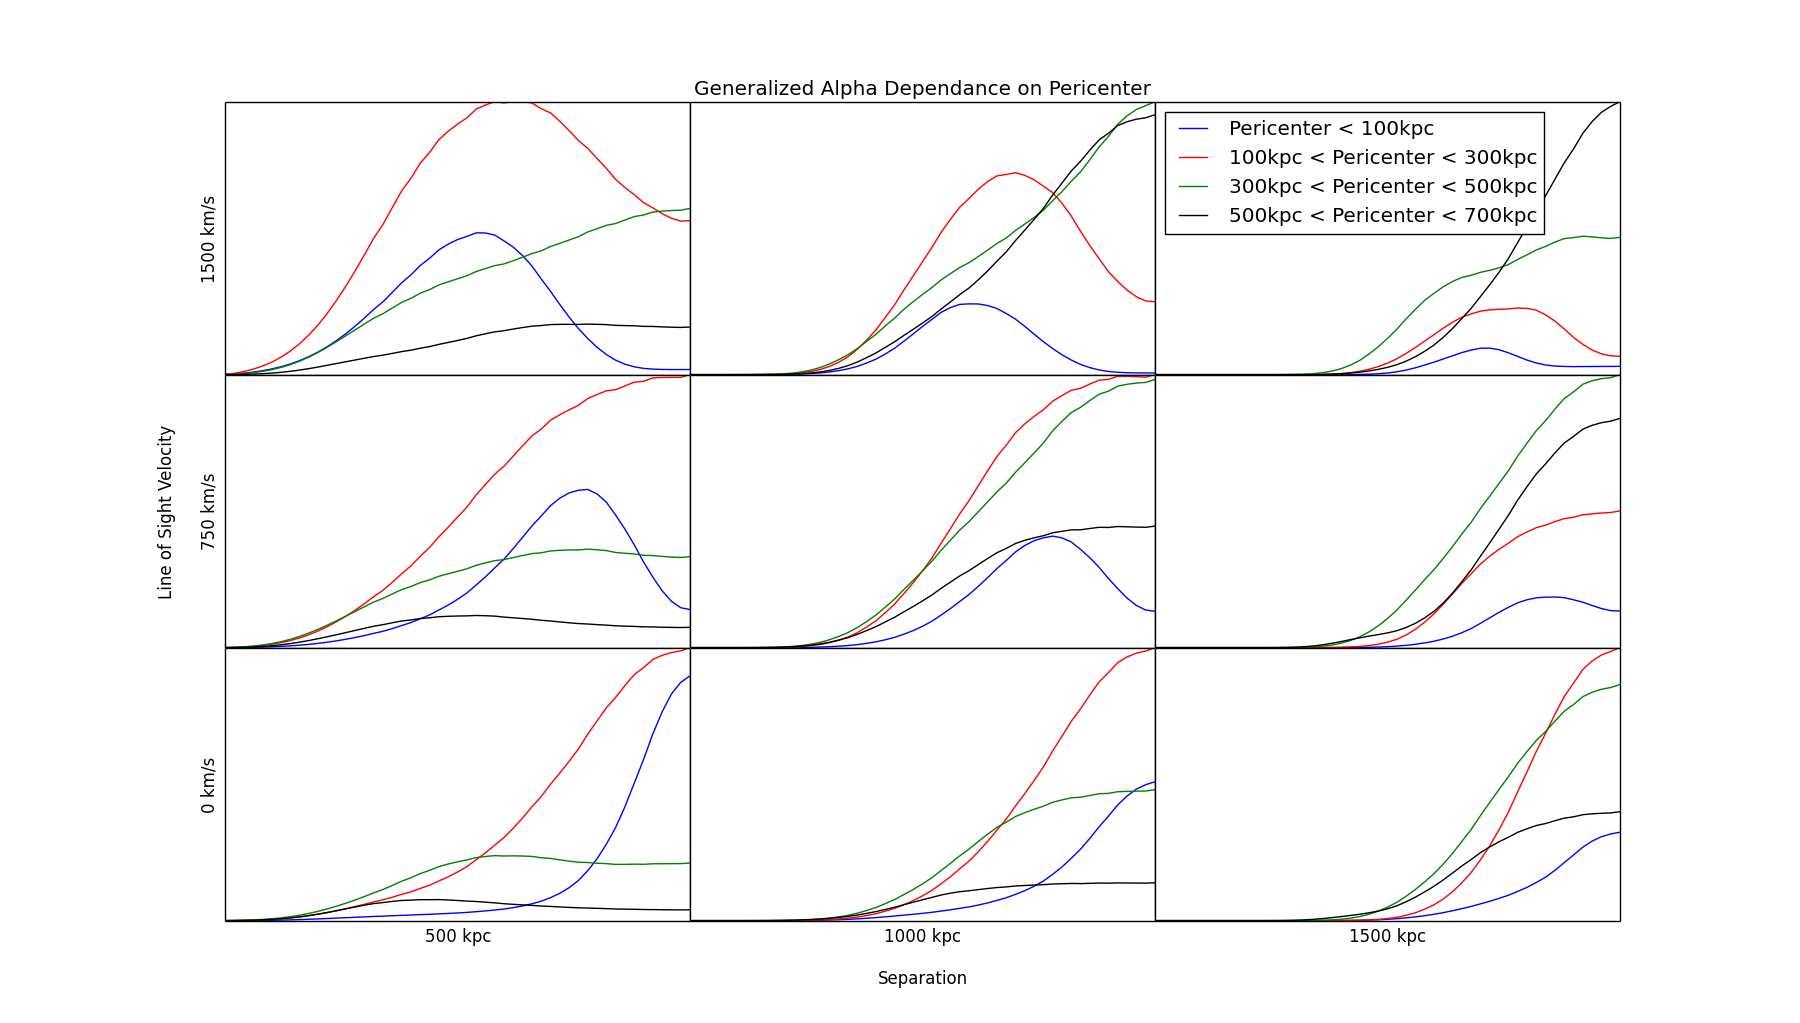 Generalized Alpha Dependance on Pericenter
Pericenter < 100kpc
100kpc < Pericenter < 300kpc
300kpc < Pericenter < 500kpc
500kpc < Pericenter < 700kpc
Line of Sight Velocity
1500 km/s
750 km/s
0 km/s
500 kpc
1000 kpc
1500 kpc
Separation